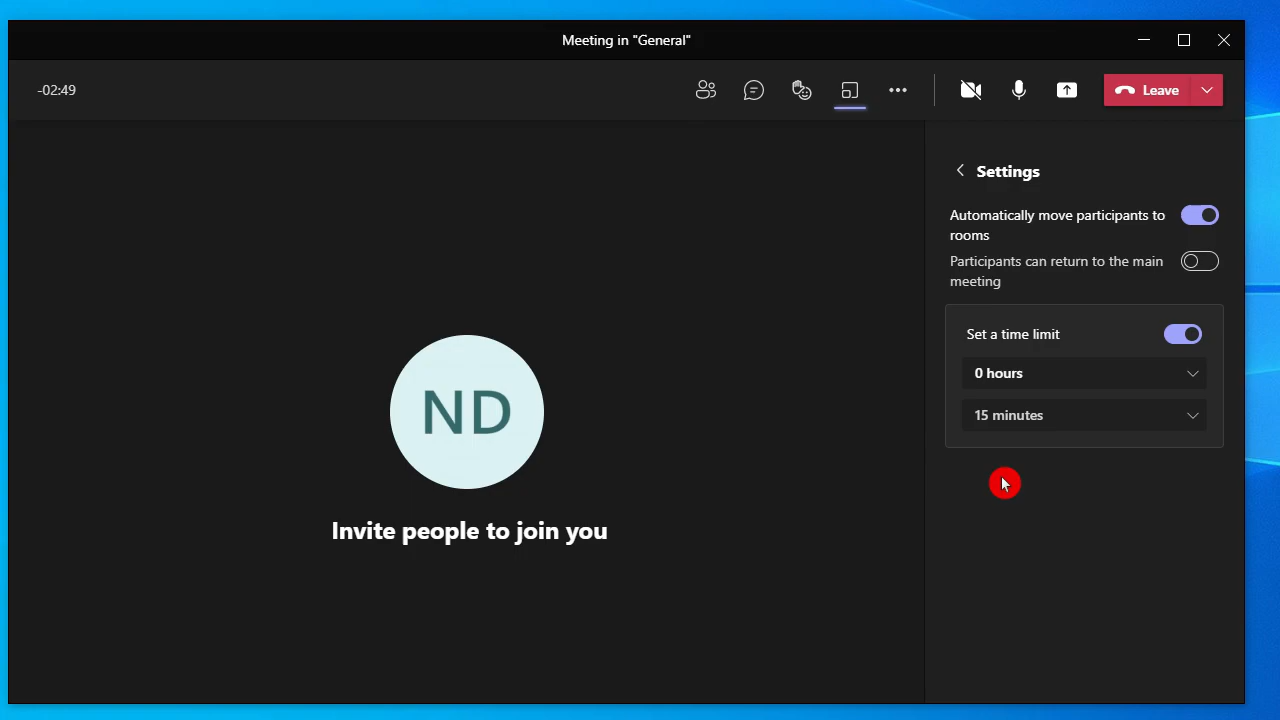 Meeting in "General"
-02:49
Leave
Settings
Automatically move participants to
rooms
Participants can return to the main
meeting
Set a time limit
0 hours
15 minutes
ND
Invite people to join you